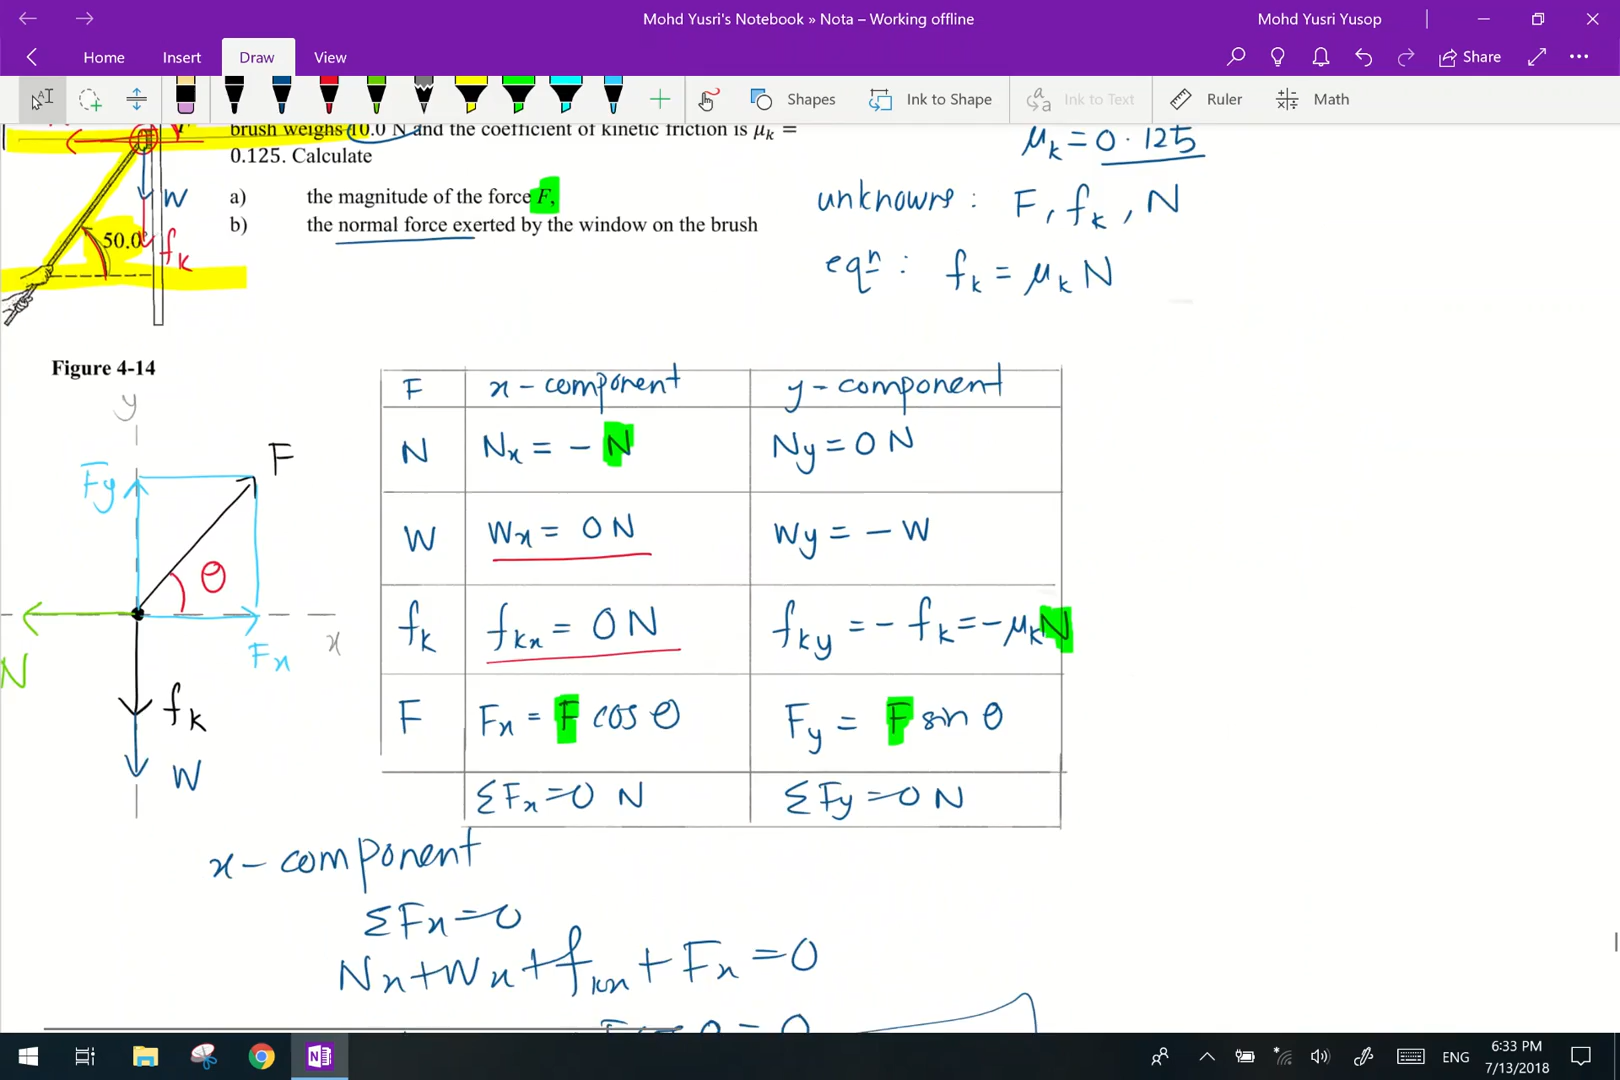 Mohd Yusri's Notebook » Nota – Working offline
Mohd Yusri Yusop
Home Insert Draw View
Share
Shapes Ink to Shape Ink to Text Ruler Math
brush weighs 10.0 N and the coefficient of kinetic friction is μk =
0.125. Calculate
a) the magnitude of the force F,
b) the normal force exerted by the window on the brush
W
50.0°
fk
μk = 0.125
unknowns : F, fk, N
eqn : fk = μk N
Figure 4-14
y
F
Fy
θ
x
Fx
N
fk
W
F x-component y-component
N Nx = - N Ny = 0 N
W Wx = 0 N Wy = - W
fk fkx = 0 N fky = - fk = - μk N
F Fx = F cos θ Fy = F sin θ
ΣFx = 0 N ΣFy = 0 N
x-component
ΣFx = 0
Nx + Wx + fkx + Fx = 0
ENG
6:33 PM
7/13/2018